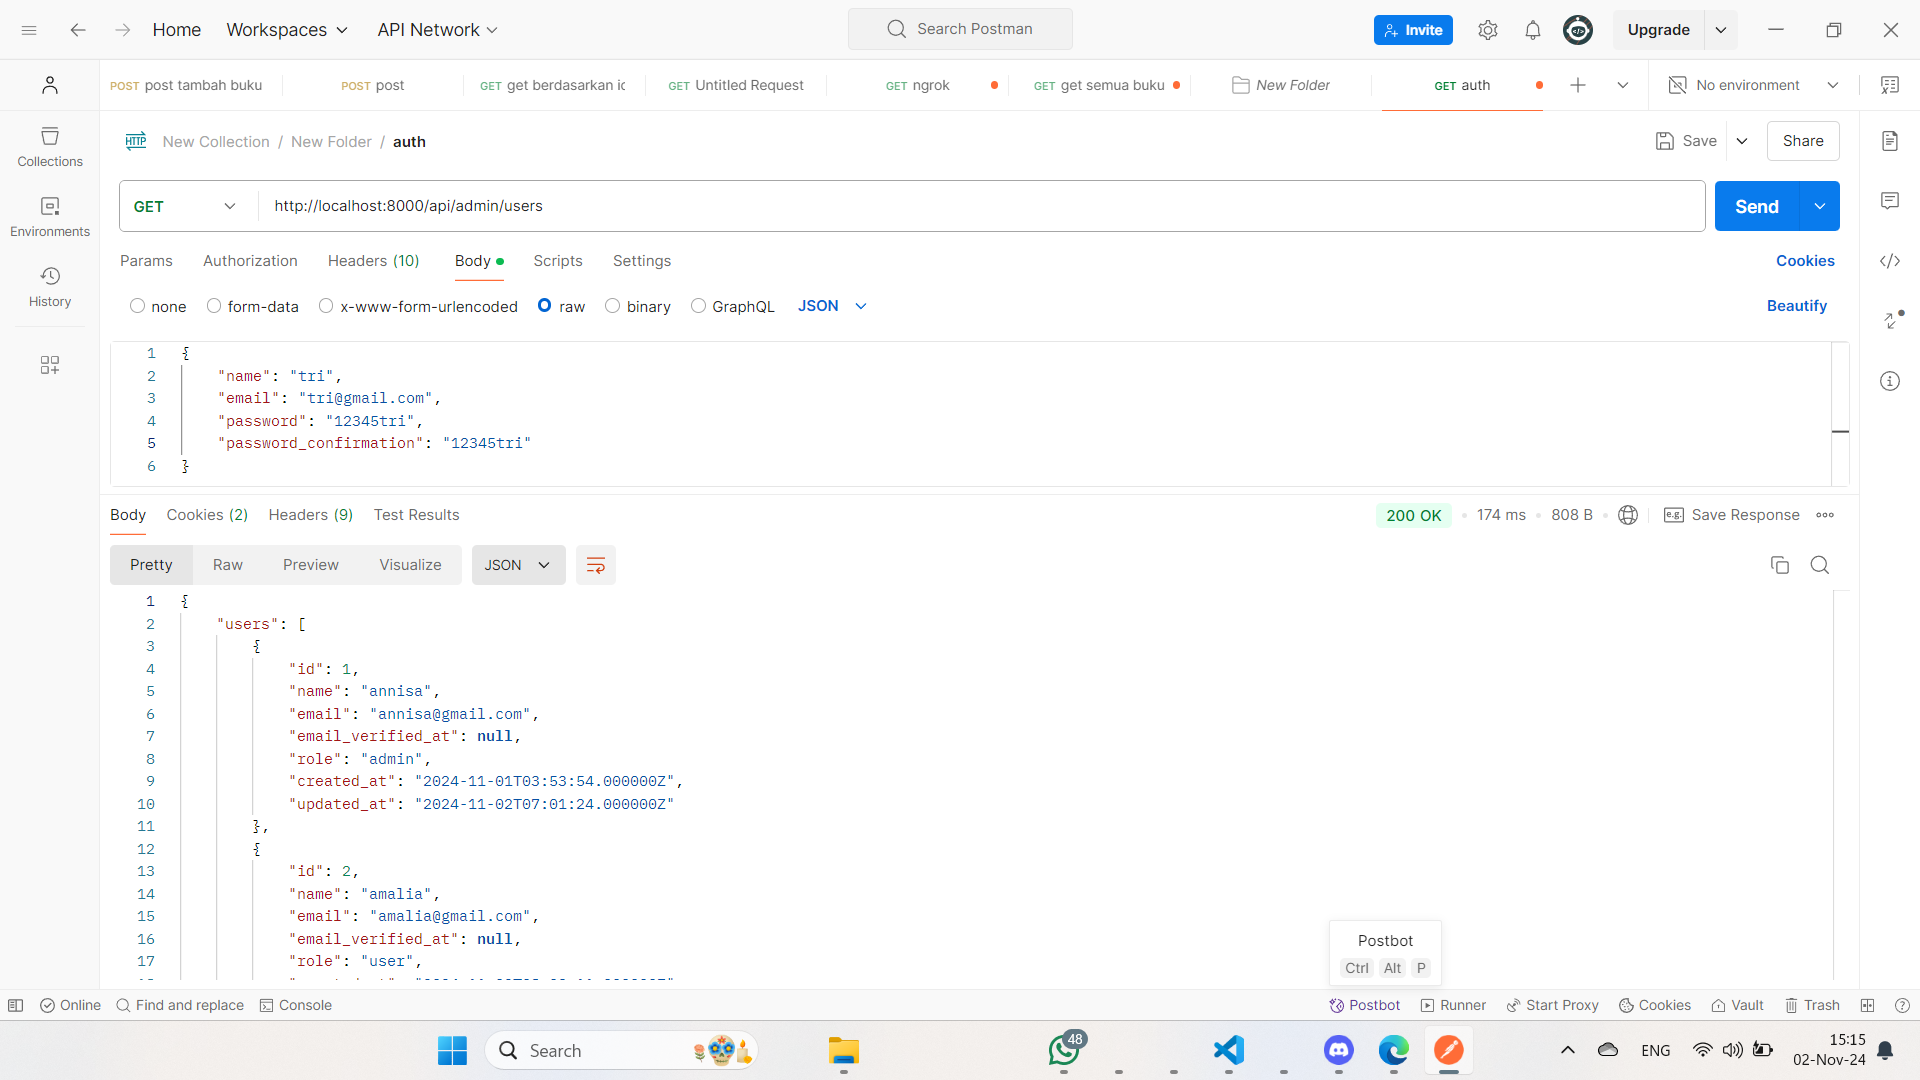 Home Workspaces API Network Search Postman Invite Upgrade
POST post tambah buku POST post GET get berdasarkan ic GET Untitled Request GET ngrok GET get semua buku New Folder GET auth No environment
HTTP New Collection / New Folder / auth Save Share
Collections
GET http://localhost:8000/api/admin/users Send
Environments
Params Authorization Headers (10) Body Scripts Settings Cookies
History
none form-data x-www-form-urlencoded raw binary GraphQL JSON Beautify
1 {
2 "name": "tri",
3 "email": "tri@gmail.com",
4 "password": "12345tri",
5 "password_confirmation": "12345tri"
6 }
Body Cookies (2) Headers (9) Test Results 200 OK 174 ms 808 B e.g. Save Response
Pretty Raw Preview Visualize JSON
1 {
2 "users": [
3 {
4 "id": 1,
5 "name": "annisa",
6 "email": "annisa@gmail.com",
7 "email_verified_at": null,
8 "role": "admin",
9 "created_at": "2024-11-01T03:53:54.000000Z",
10 "updated_at": "2024-11-02T07:01:24.000000Z"
11 },
12 {
13 "id": 2,
14 "name": "amalia",
15 "email": "amalia@gmail.com",
16 "email_verified_at": null,
17 "role": "user",
Postbot
Ctrl Alt P
Online Find and replace Console Postbot Runner Start Proxy Cookies Vault Trash
Search 48 ENG 15:15
02-Nov-24